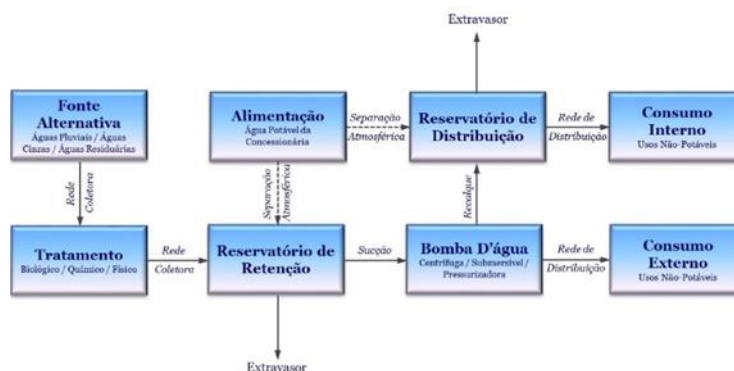 Extravasor
Fonte
Alternativa
Águas Pluviais / Águas
Cinzas / Águas Residuárias
Alimentação
Água Potável da
Concessionária
Separação
Atmosférica
Reservatório de
Distribuição
Rede de
Distribuição
Consumo
Interno
Usos Não-Potáveis
Rede
Coletora
Separação
Atmosférica
Recalque
Tratamento
Biológico / Químico / Físico
Rede
Coletora
Reservatório de
Retenção
Sucção
Bomba D'água
Centrífuga / Submersível /
Pressurizadora
Rede de
Distribuição
Consumo
Externo
Usos Não-Potáveis
Extravasor